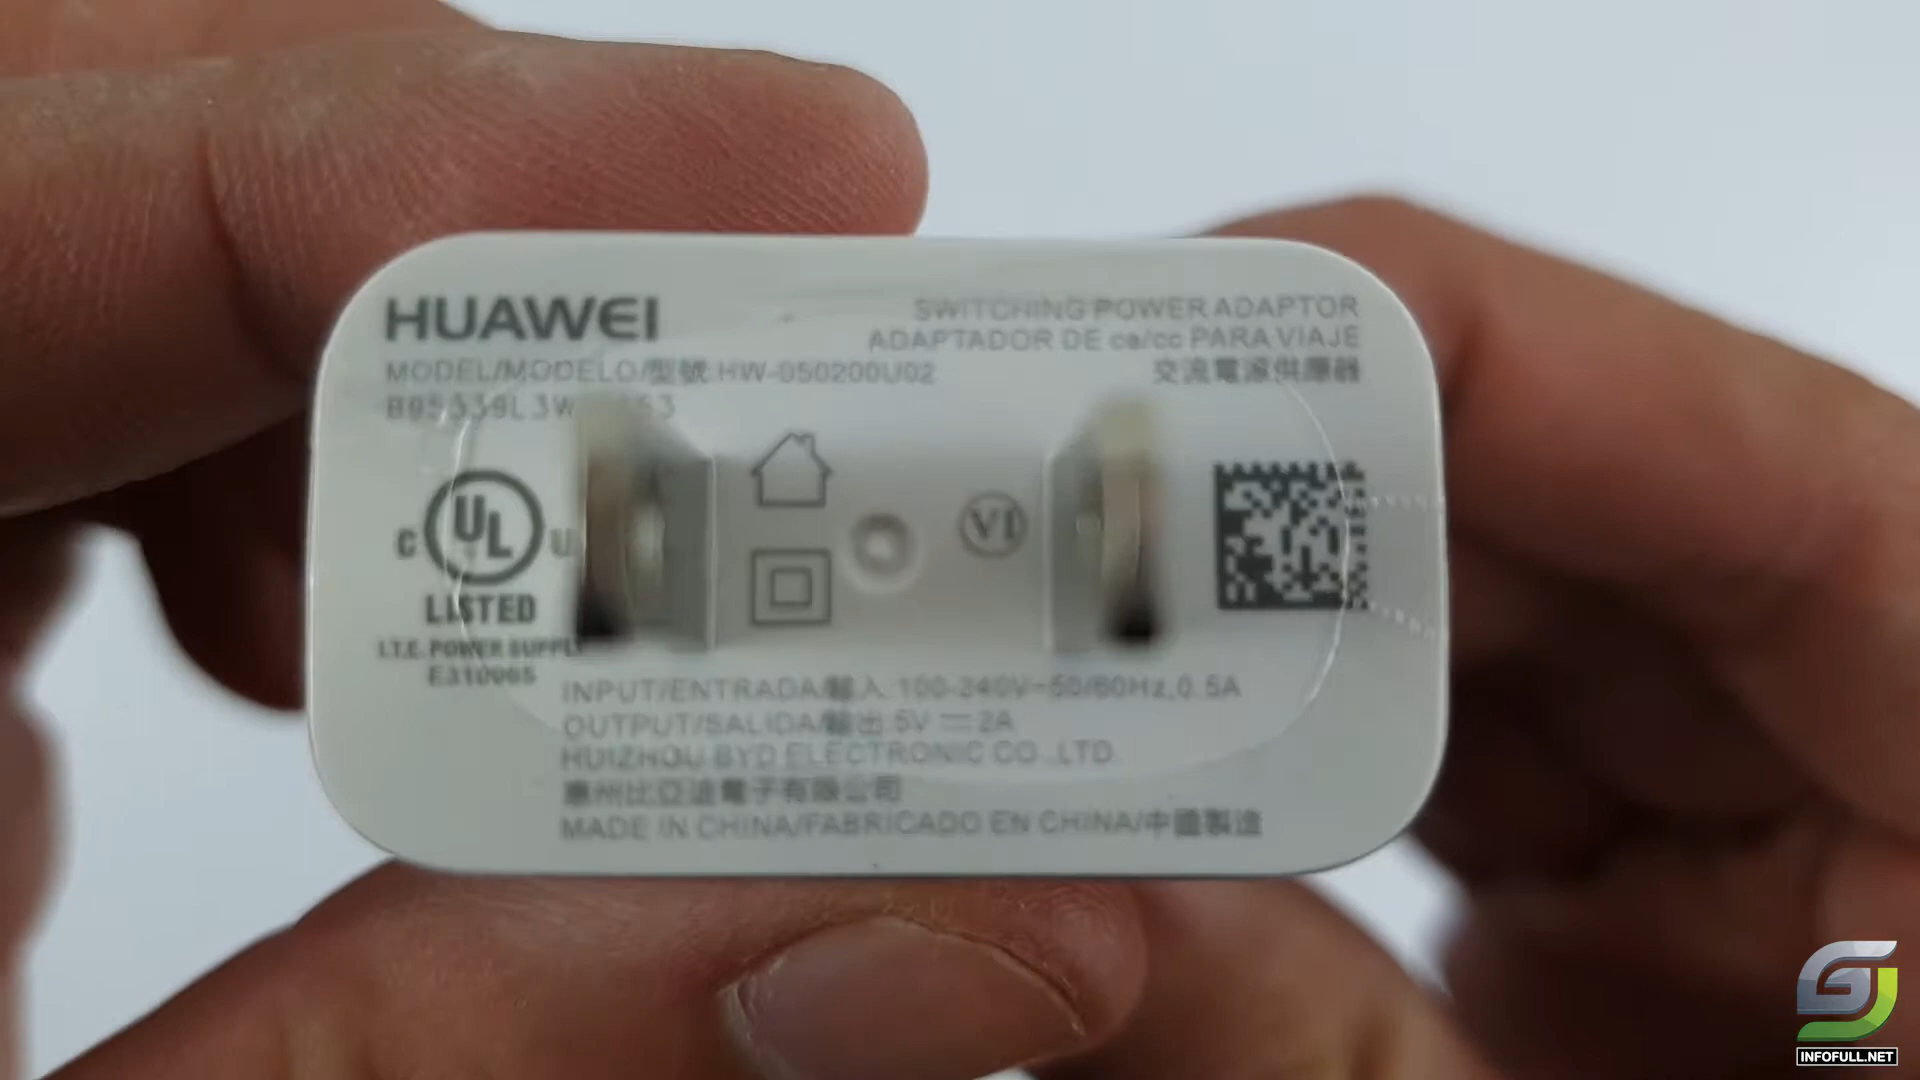 HUAWEI
SWITCHING POWER ADAPTOR
ADAPTADOR DE ca/cc PARA VIAJE
MODEL/MODELO/型號:HW-050200U02
交流電源供應器
C UL
LISTED
I.T.E. POWER SUPPLY
E310065
VI
INPUT/ENTRADA/輸入:100-240V~50/60Hz,0.5A
OUTPUT/SALIDA/輸出:5V⎓2A
HUIZHOU BYD ELECTRONIC CO.,LTD.
惠州比亞迪電子有限公司
MADE IN CHINA/FABRICADO EN CHINA/中國製造
INFOFULL.NET